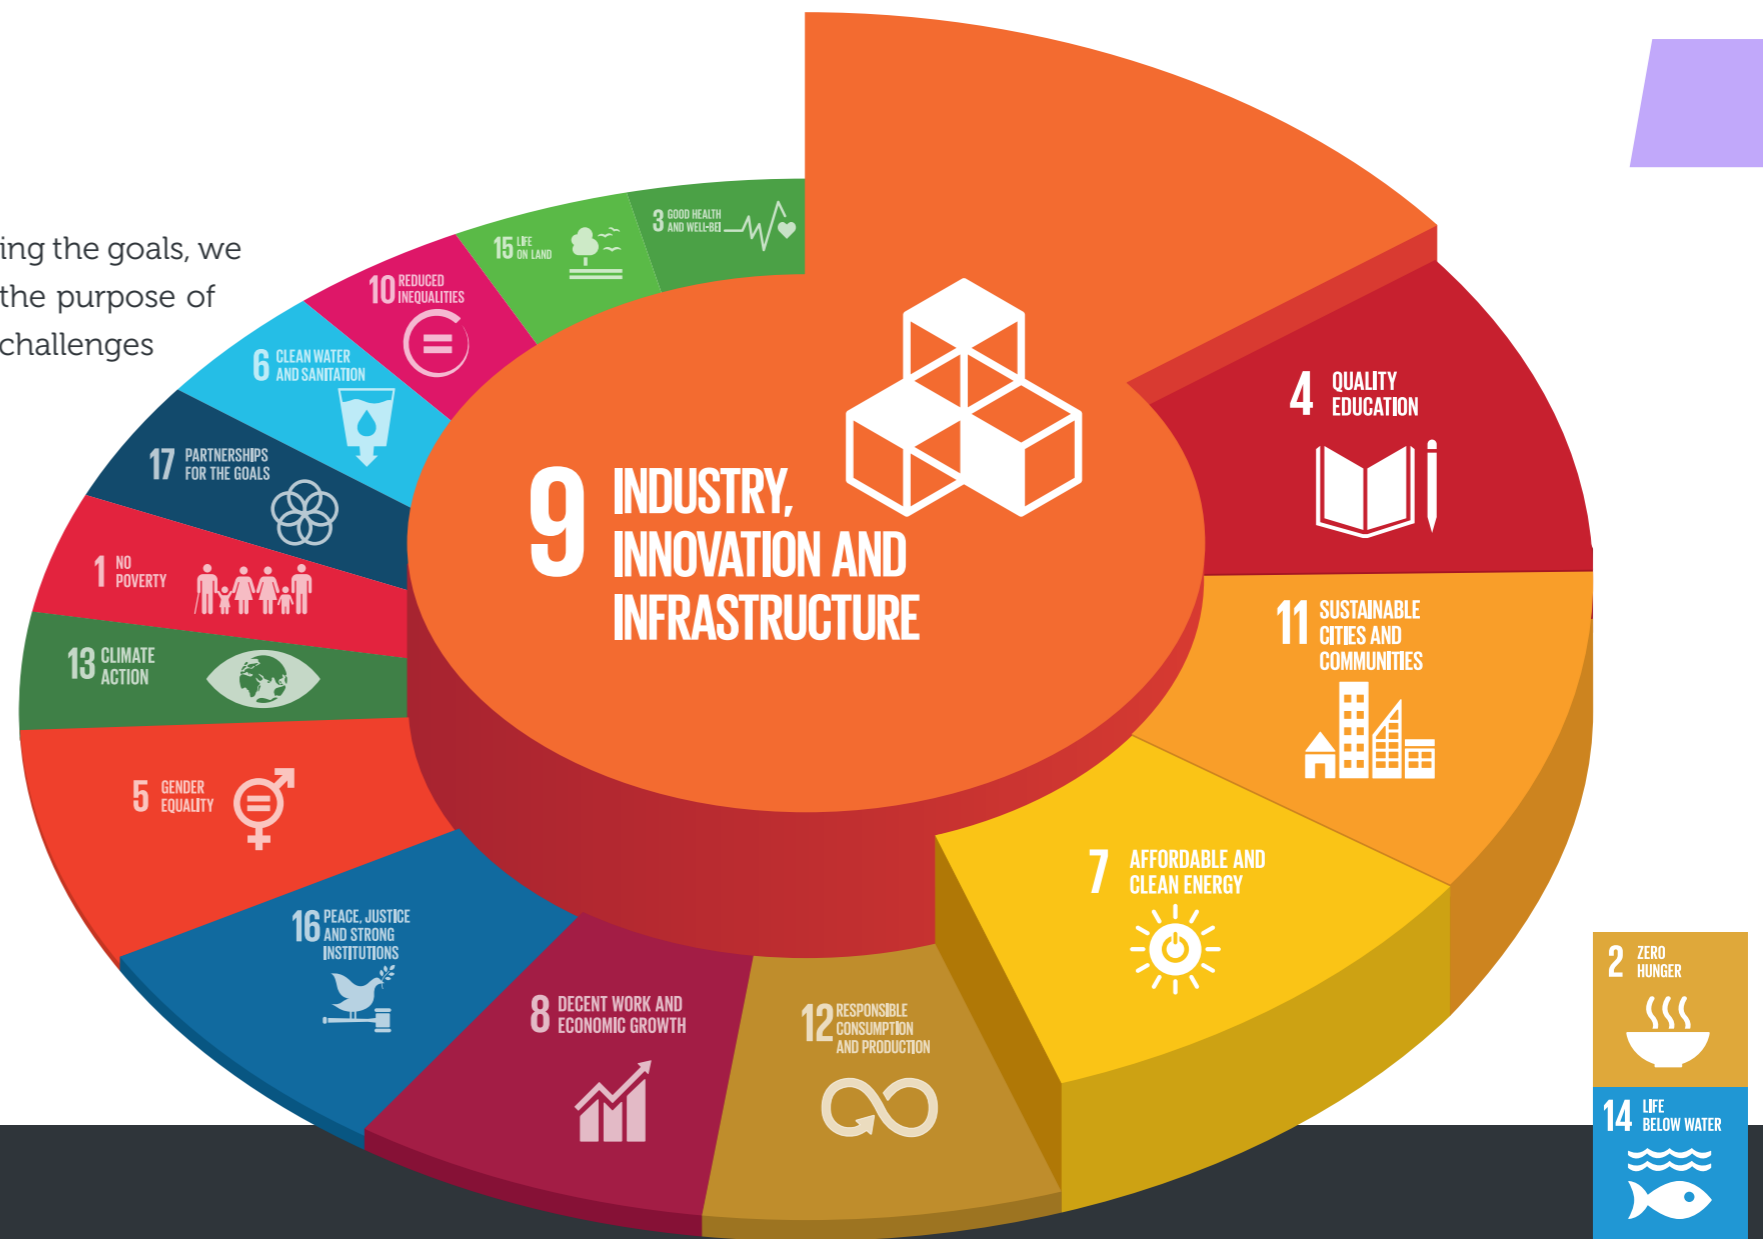 ing the goals, we
the purpose of
challenges
9 INDUSTRY,
INNOVATION AND
INFRASTRUCTURE
4 QUALITY
EDUCATION
11 SUSTAINABLE
CITIES AND
COMMUNITIES
7 AFFORDABLE AND
CLEAN ENERGY
12 RESPONSIBLE
CONSUMPTION
AND PRODUCTION
8 DECENT WORK AND
ECONOMIC GROWTH
16 PEACE, JUSTICE
AND STRONG
INSTITUTIONS
5 GENDER
EQUALITY
13 CLIMATE
ACTION
1 NO
POVERTY
17 PARTNERSHIPS
FOR THE GOALS
6 CLEAN WATER
AND SANITATION
10 REDUCED
INEQUALITIES
15 LIFE
ON LAND
3 GOOD HEALTH
AND WELL-BEI
2 ZERO
HUNGER
14 LIFE
BELOW WATER